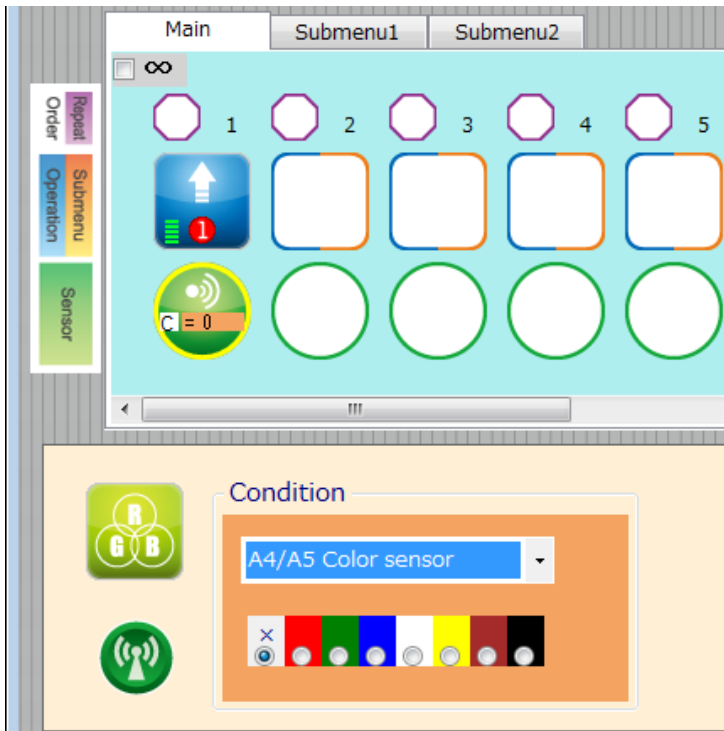 Main Submenu1 Submenu2
∞
Repeat
Order
1 2 3 4 5
Submenu
Operation
1
Sensor
C = 0
Condition
R
G B
A4/A5 Color sensor
×